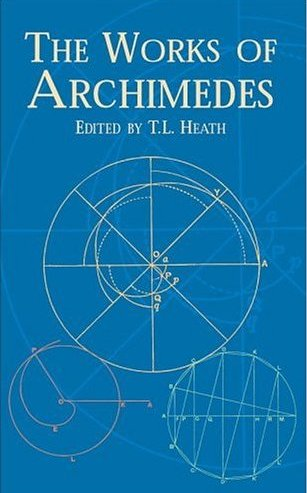 THE WORKS OF
ARCHIMEDES
EDITED BY T.L. HEATH
Y
O
a
A
P
p
Q
q
O
K
A
E
L
C
K
L
B
A
P
G
Q
H
R
M